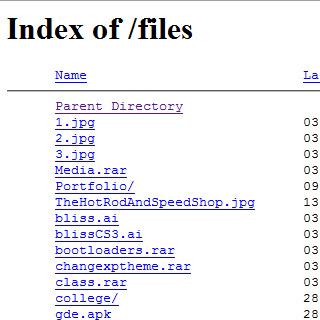 Index of /files
Name La
Parent Directory
1.jpg 03
2.jpg 03
3.jpg 03
Media.rar 03
Portfolio/ 09
TheHotRodAndSpeedShop.jpg 13
bliss.ai 03
blissCS3.ai 03
bootloaders.rar 03
changexptheme.rar 03
class.rar 03
college/ 28
gde.apk 28